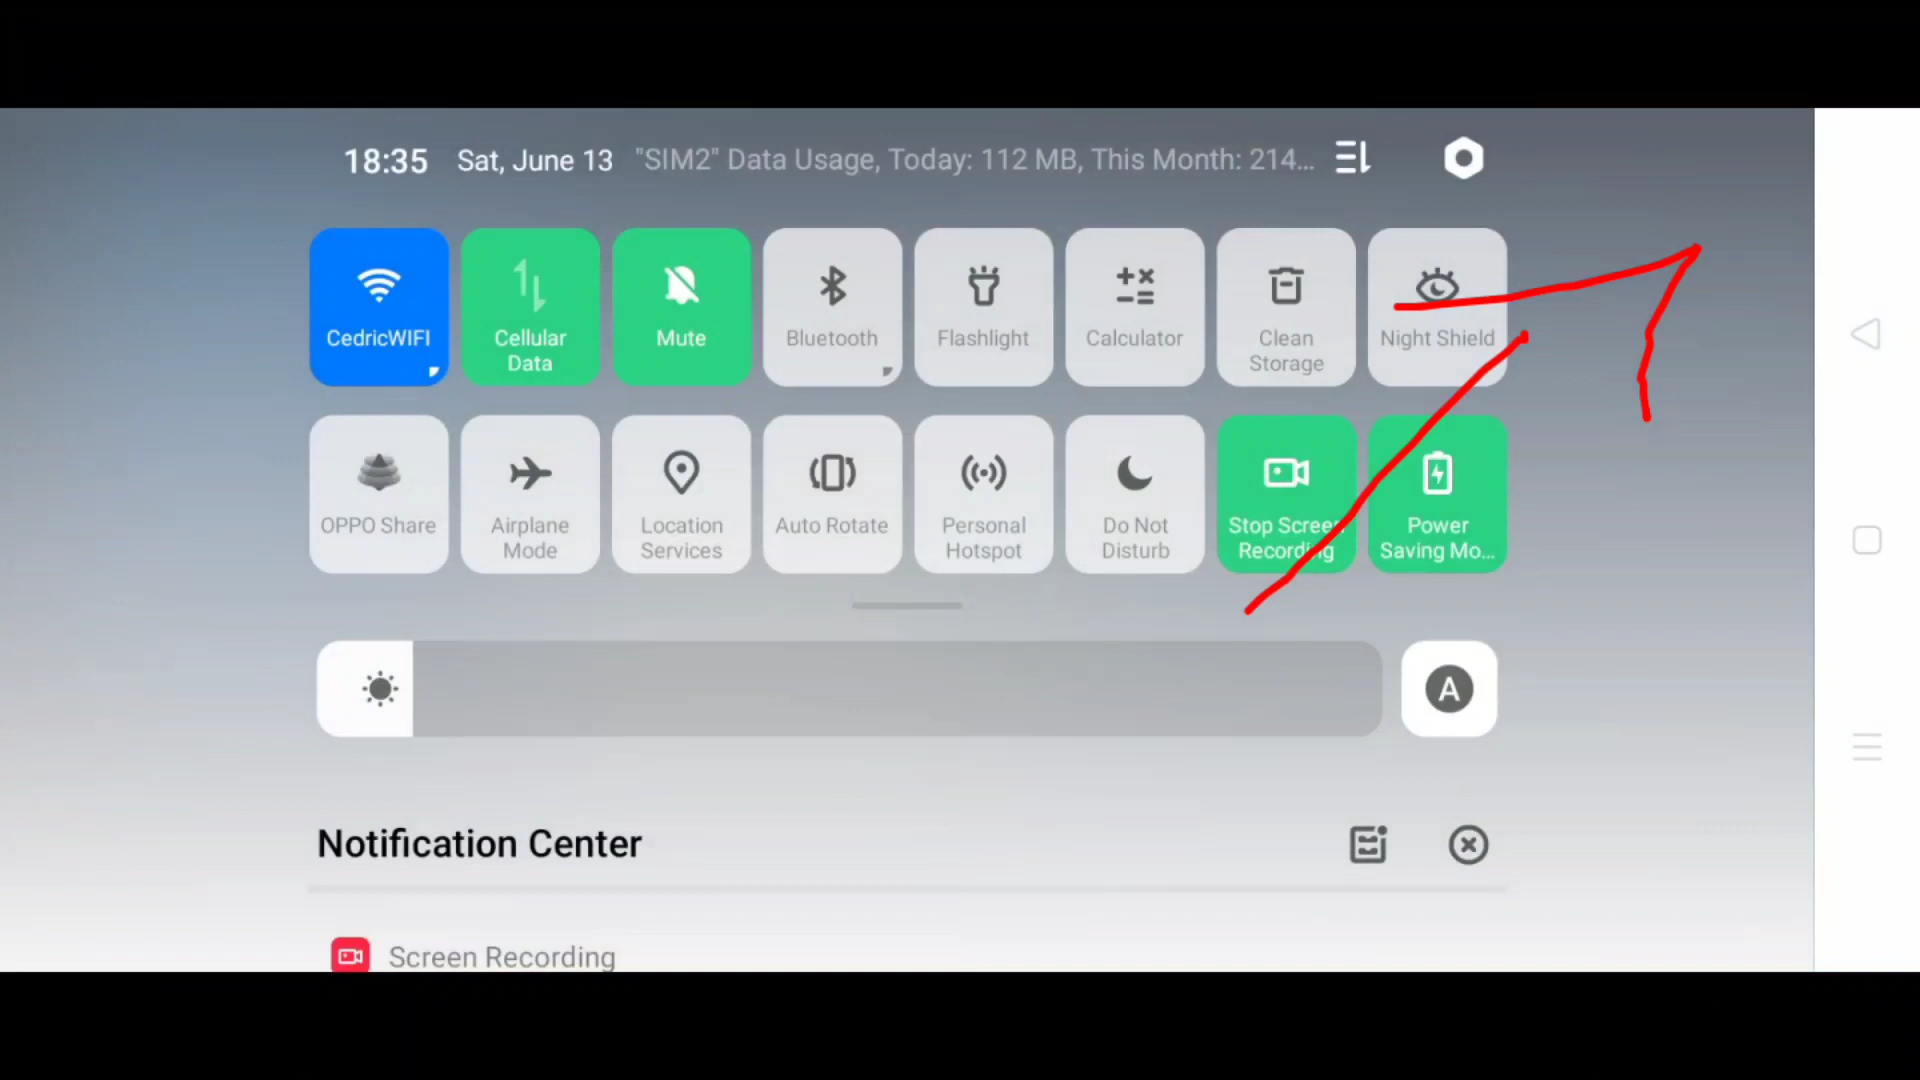 18:35 Sat, June 13 "SIM2" Data Usage, Today: 112 MB, This Month: 214...
CedricWIFI
Cellular
Data
Mute
Bluetooth
Flashlight
Calculator
Clean
Storage
Night Shield
OPPO Share
Airplane
Mode
Location
Services
Auto Rotate
Personal
Hotspot
Do Not
Disturb
Stop Screen
Recording
Power
Saving Mo...
A
Notification Center
Screen Recording